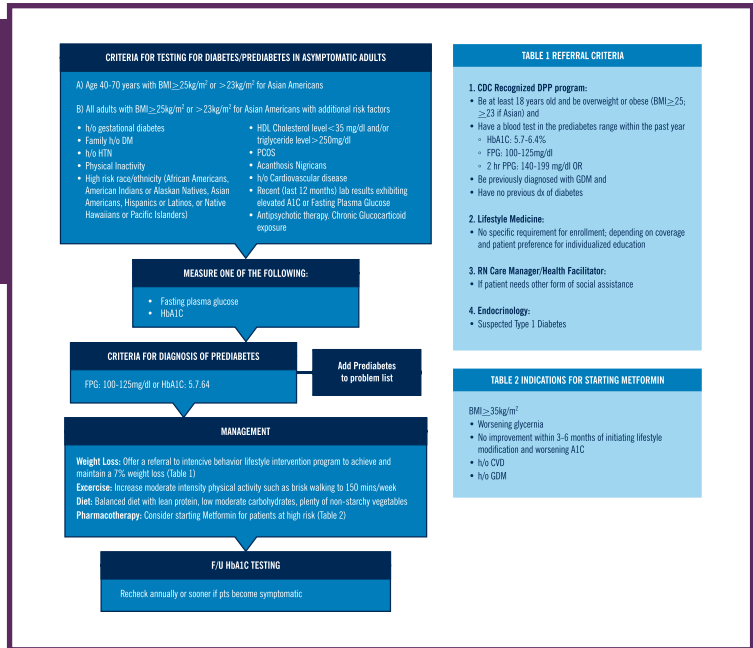 CRITERIA FOR TESTING FOR DIABETES/PREDIABETES IN ASYMPTOMATIC ADULTS
A) Age 40-70 years with BMI≥25kg/m² or >23kg/m² for Asian Americans
B) All adults with BMI≥25kg/m² or >23kg/m² for Asian Americans with additional risk factors
• h/o gestational diabetes
• Family h/o DM
• h/o HTN
• Physical Inactivity
• High risk race/ethnicity (African Americans,
American Indians or Alaskan Natives, Asian
Americans, Hispanics or Latinos, or Native
Hawaiians or Pacific Islanders)
• HDL Cholesterol level<35 mg/dl and/or
triglyceride level>250mg/dl
• PCOS
• Acanthosis Nigricans
• h/o Cardiovascular disease
• Recent (last 12 months) lab results exhibiting
elevated A1C or Fasting Plasma Glucose
• Antipsychotic therapy. Chronic Glucocorticoid
exposure
MEASURE ONE OF THE FOLLOWING:
• Fasting plasma glucose
• HbA1C
CRITERIA FOR DIAGNOSIS OF PREDIABETES
FPG: 100-125mg/dl or HbA1C: 5.7.64
Add Prediabetes
to problem list
MANAGEMENT
Weight Loss: Offer a referral to intencive behavior lifestyle intervention program to achieve and
maintain a 7% weight loss (Table 1)
Excercise: Increase moderate intensity physical activity such as brisk walking to 150 mins/week
Diet: Balanced diet with lean protein, low moderate carbohydrates, plenty of non-starchy vegetables
Pharmacotherapy: Consider starting Metformin for patients at high risk (Table 2)
F/U HbA1C TESTING
Recheck annually or sooner if pts become symptomatic
TABLE 1 REFERRAL CRITERIA
1. CDC Recognized DPP program:
• Be at least 18 years old and be overweight or obese (BMI≥25;
≥23 if Asian) and
• Have a blood test in the prediabetes range within the past year
◦ HbA1C: 5.7-6.4%
◦ FPG: 100-125mg/dl
◦ 2 hr PPG: 140-199 mg/dl OR
• Be previously diagnosed with GDM and
• Have no previous dx of diabetes
2. Lifestyle Medicine:
• No specific requirement for enrollment; depending on coverage
and patient preference for individualized education
3. RN Care Manager/Health Facilitator:
• If patient needs other form of social assistance
4. Endocrinology:
• Suspected Type 1 Diabetes
TABLE 2 INDICATIONS FOR STARTING METFORMIN
BMI≥35kg/m²
• Worsening glycernia
• No improvement within 3-6 months of initiating lifestyle
modification and worsening A1C
• h/o CVD
• h/o GDM